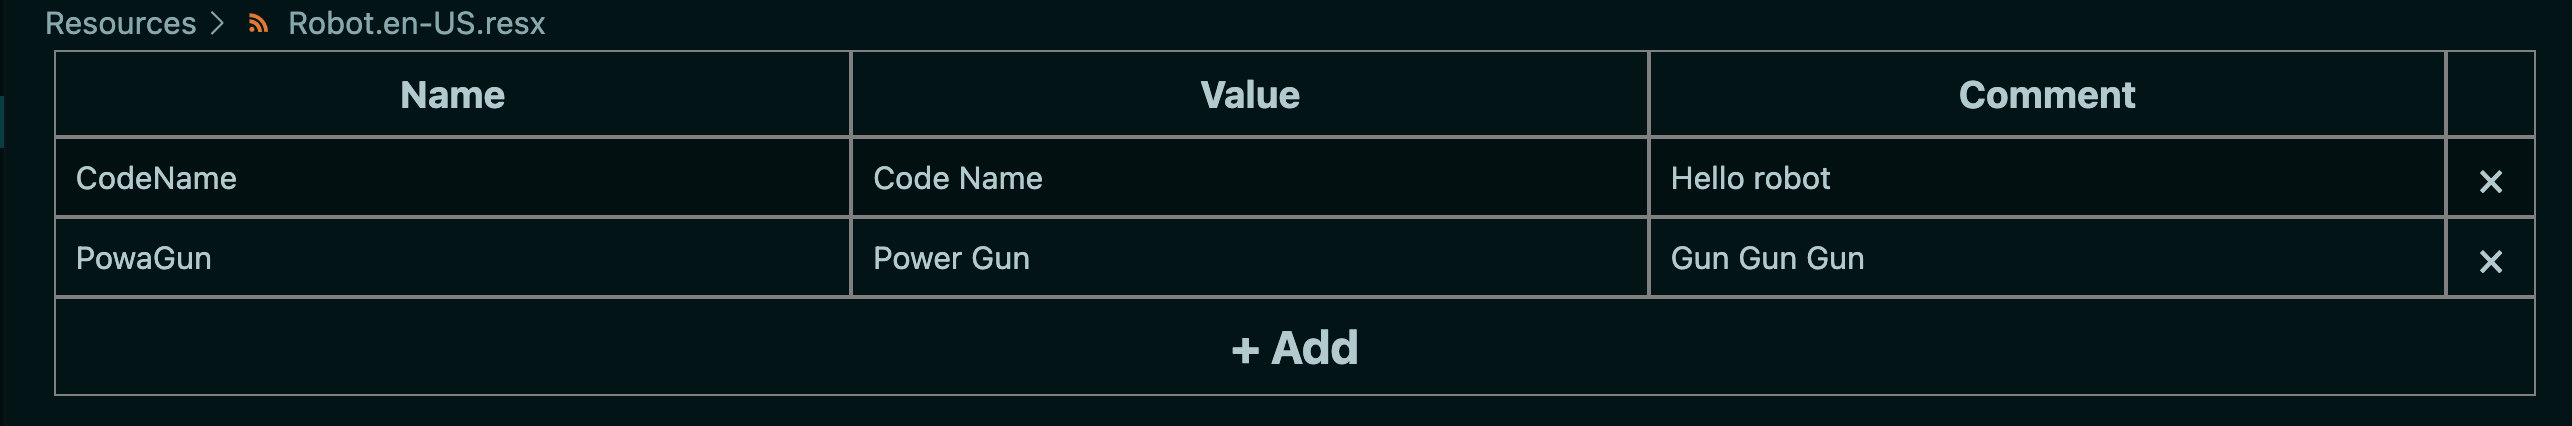 Resources > Robot.en-US.resx
Name Value Comment
CodeName Code Name Hello robot ×
PowaGun Power Gun Gun Gun Gun ×
+ Add